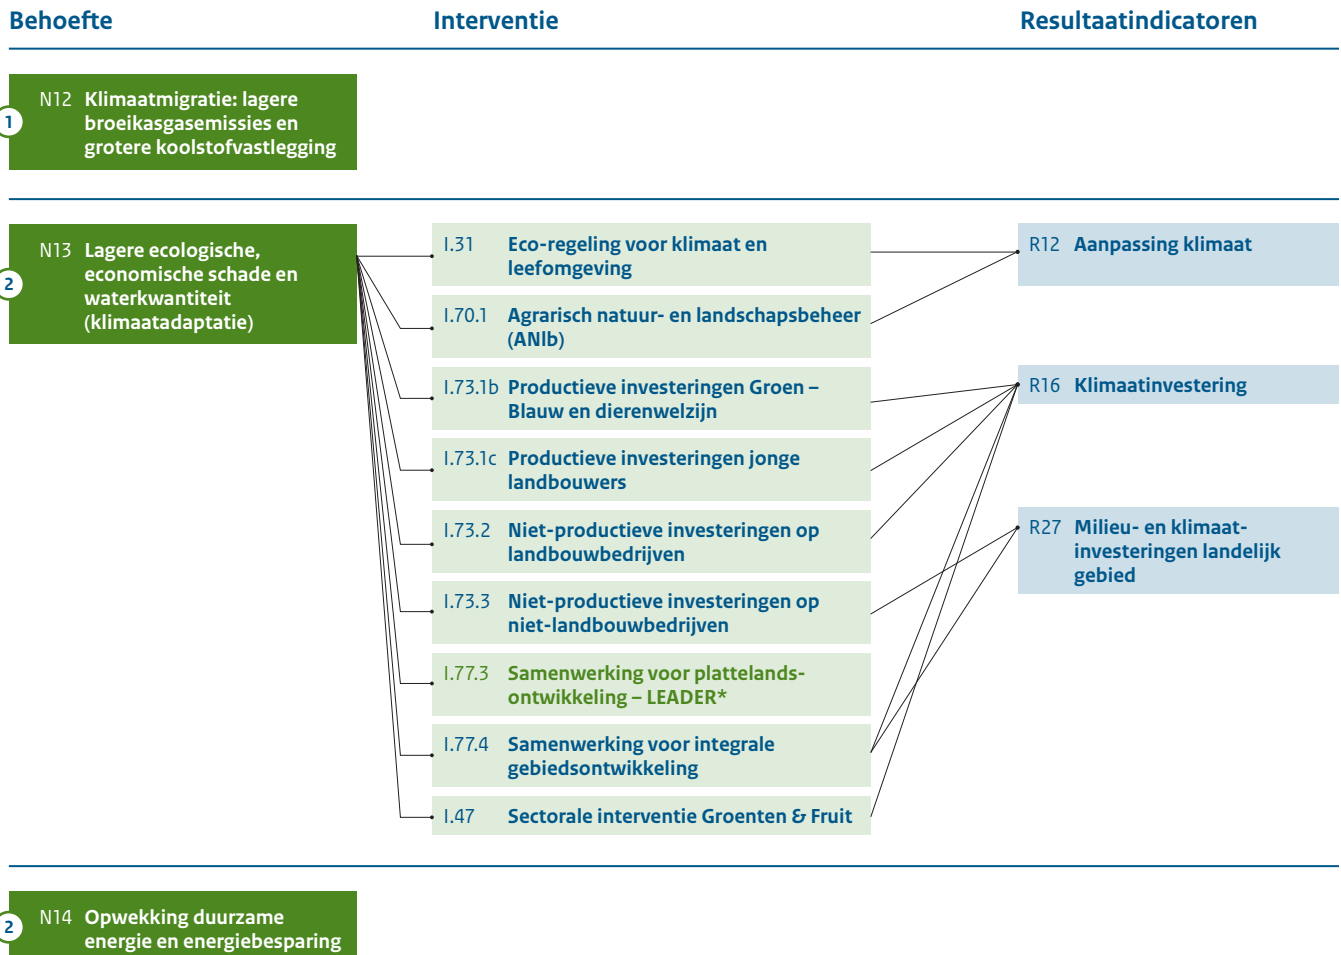 Behoefte
Interventie
Resultaatindicatoren
1
N12 Klimaatmigratie: lagere
broeikasgasemissies en
grotere koolstofvastlegging
2
N13 Lagere ecologische,
economische schade en
waterkwantiteit
(klimaatadaptatie)
I.31 Eco-regeling voor klimaat en
leefomgeving
I.70.1 Agrarisch natuur- en landschapsbeheer
(ANlb)
I.73.1b Productieve investeringen Groen –
Blauw en dierenwelzijn
I.73.1c Productieve investeringen jonge
landbouwers
I.73.2 Niet-productieve investeringen op
landbouwbedrijven
I.73.3 Niet-productieve investeringen op
niet-landbouwbedrijven
I.77.3 Samenwerking voor plattelands-
ontwikkeling – LEADER*
I.77.4 Samenwerking voor integrale
gebiedsontwikkeling
I.47 Sectorale interventie Groenten & Fruit
R12 Aanpassing klimaat
R16 Klimaatinvestering
R27 Milieu- en klimaat-
investeringen landelijk
gebied
2
N14 Opwekking duurzame
energie en energiebesparing